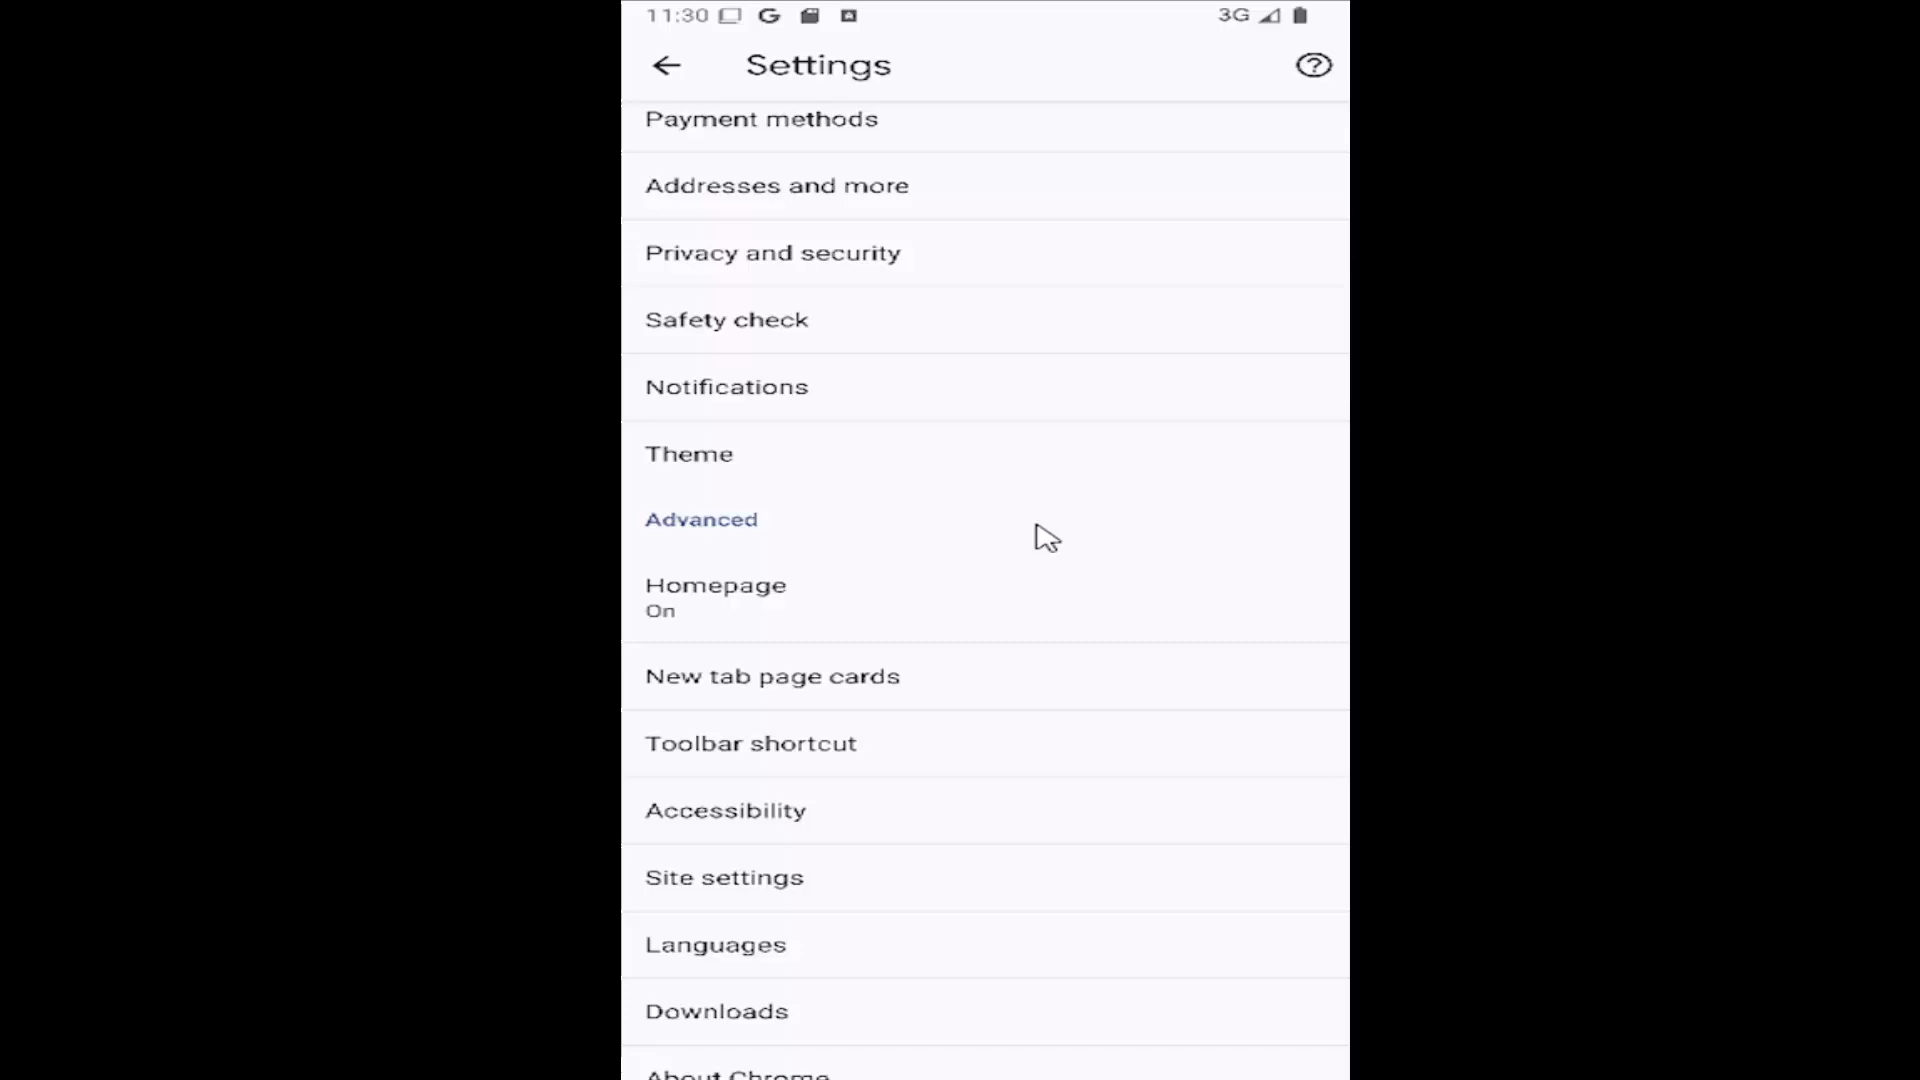 11:30 3G
Settings
Payment methods
Addresses and more
Privacy and security
Safety check
Notifications
Theme
Advanced
Homepage
On
New tab page cards
Toolbar shortcut
Accessibility
Site settings
Languages
Downloads
About Chrome